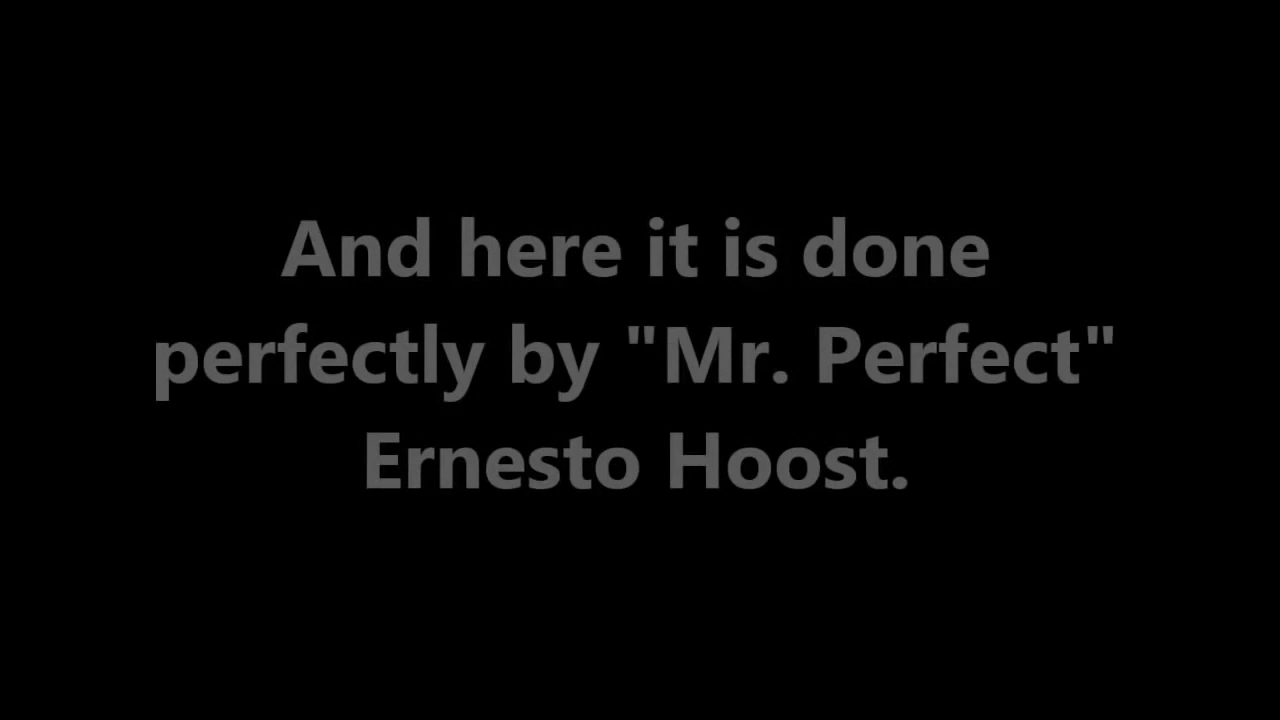 And here it is done
perfectly by "Mr. Perfect"
Ernesto Hoost.